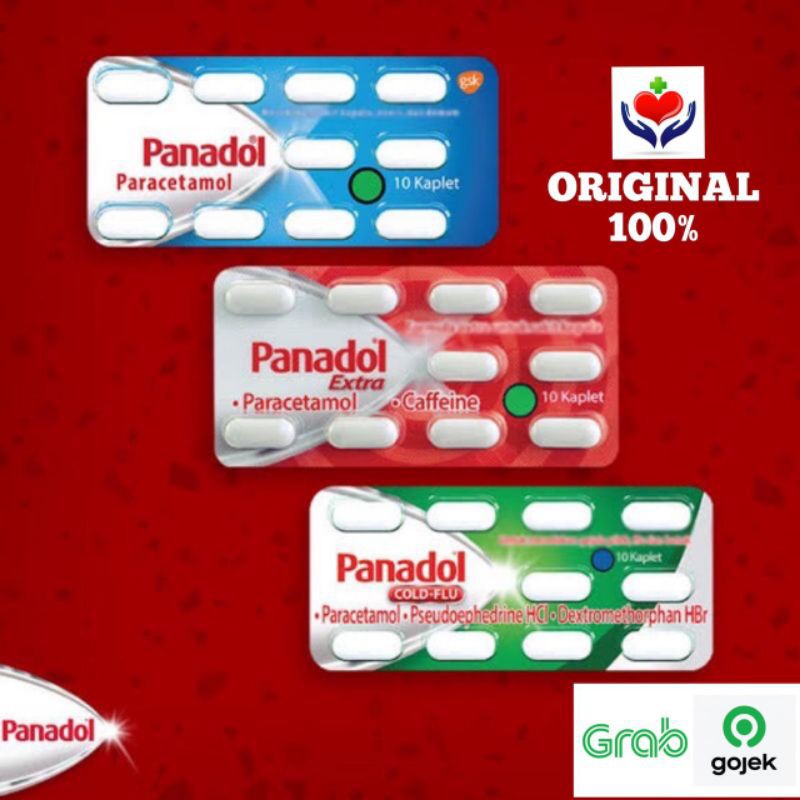 gsk
Panadol
Paracetamol
10 Kaplet
ORIGINAL
100%
Panadol
Extra
• Paracetamol • Caffeine
10 Kaplet
Panadol
COLD-FLU
10 Kaplet
• Paracetamol • Pseudoephedrine HCl • Dextromethorphan HBr
Panadol
Grab
gojek